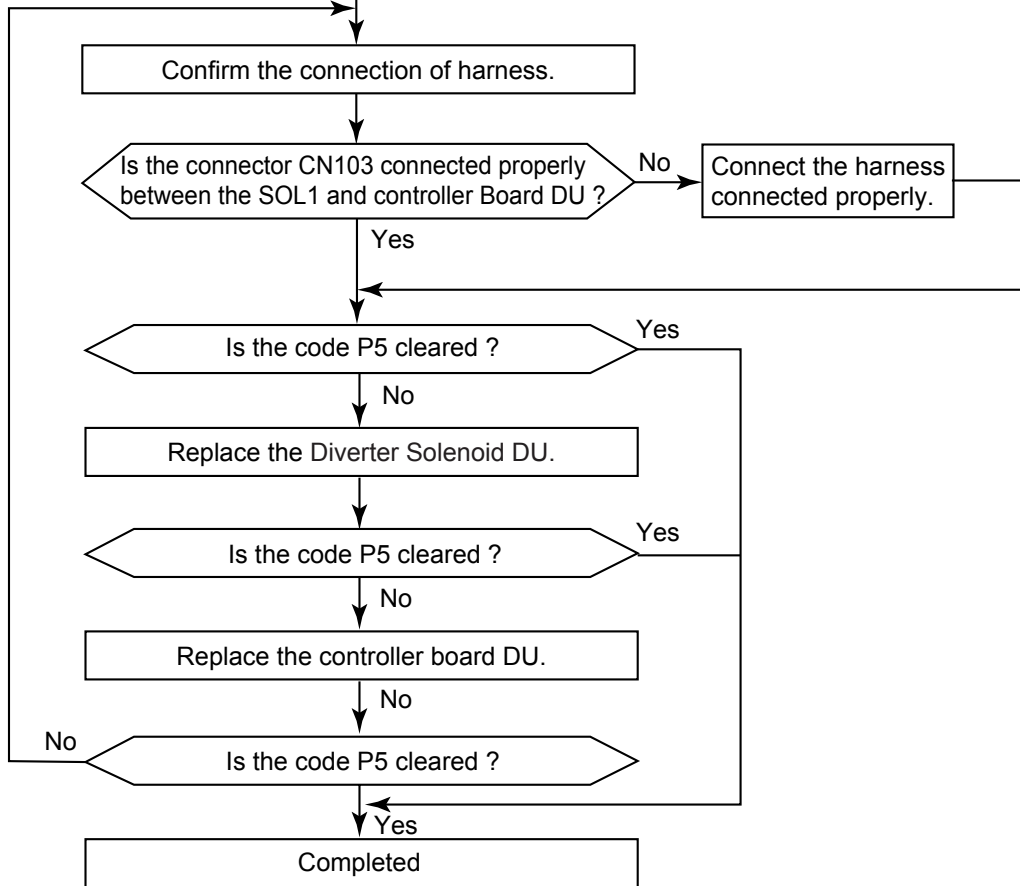 Confirm the connection of harness.
Is the connector CN103 connected properly
between the SOL1 and controller Board DU ?
No
Connect the harness
connected properly.
Yes
Is the code P5 cleared ?
Yes
No
Replace the Diverter Solenoid DU.
Is the code P5 cleared ?
Yes
No
Replace the controller board DU.
No
Is the code P5 cleared ?
No
Yes
Completed